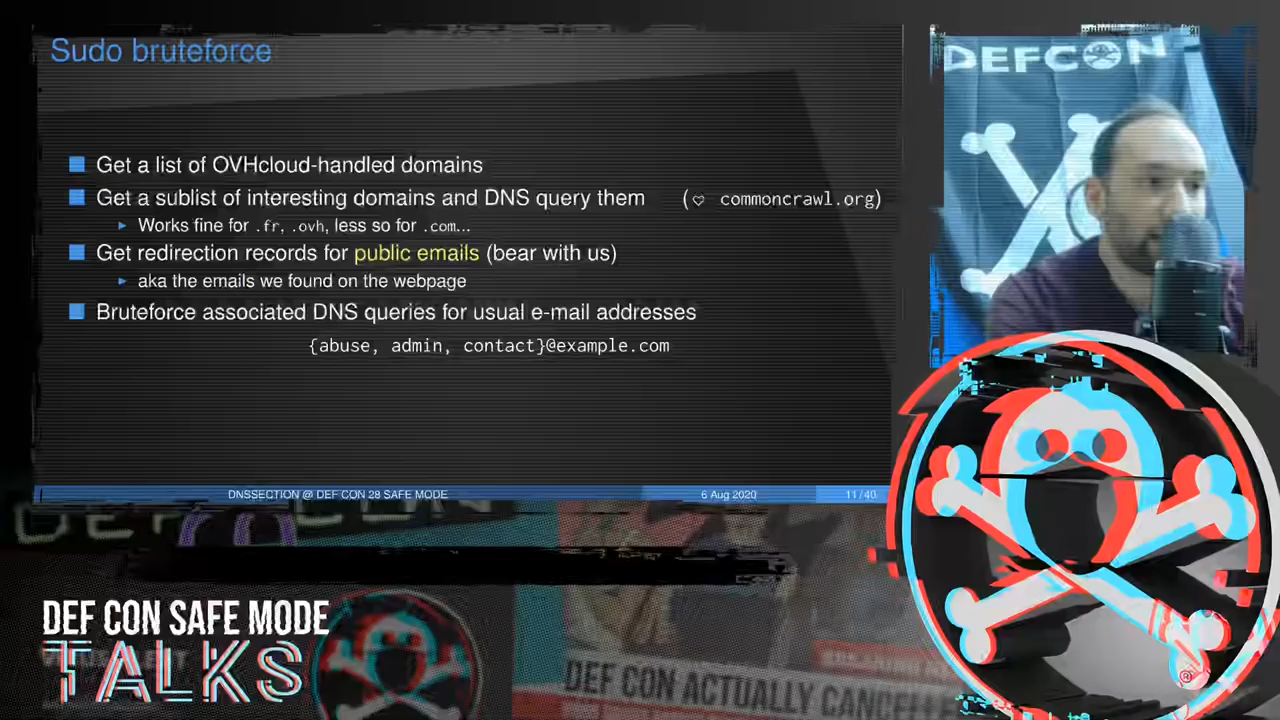 Sudo bruteforce
DEFCON
Get a list of OVHcloud-handled domains
Get a sublist of interesting domains and DNS query them (♡ commoncrawl.org)
Works fine for .fr, .ovh, less so for .com...
Get redirection records for public emails (bear with us)
aka the emails we found on the webpage
Bruteforce associated DNS queries for usual e-mail addresses
{abuse, admin, contact}@example.com
DNSSECTION @ DEF CON 28 SAFE MODE 6 Aug 2020 11/40
DEF CON SAFE MODE
TALKS
DEF CON ACTUALLY CANCELLE
®